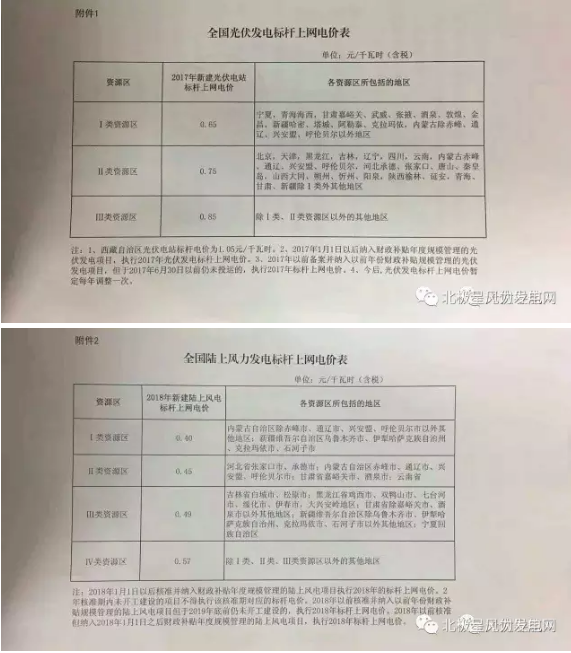 附件1
全国光伏发电标杆上网电价表
单位：元/千瓦时（含税）
资源区
2017年新建光伏电站
标杆上网电价
各资源区所包括的地区
Ⅰ类资源区
0.65
宁夏、青海海西、甘肃嘉峪关、武威、张掖、酒泉、敦煌、金
昌、新疆哈密、塔城、阿勒泰、克拉玛依、内蒙古除赤峰、通
辽、兴安盟、呼伦贝尔以外地区
Ⅱ类资源区
0.75
北京、天津、黑龙江、吉林、辽宁、四川、云南、内蒙古赤峰
、通辽、兴安盟、呼伦贝尔、河北承德、张家口、唐山、秦皇
岛、山西大同、朔州、忻州、阳泉、陕西榆林、延安、青海、
甘肃、新疆除Ⅰ类外其他地区
Ⅲ类资源区
0.85
除Ⅰ类、Ⅱ类资源区以外的其他地区
注：1、西藏自治区光伏电站标杆电价为1.05元/千瓦时。2、2017年1月1日以后纳入财政补贴年度规模管理的光
伏发电项目，执行2017年光伏发电标杆上网电价。3、2017年以前备案并纳入以前年份财政补贴规模管理的光伏
发电项目，但于2017年6月30日以前仍未投运的，执行2017年标杆上网电价。4、今后，光伏发电标杆上网电价暂
定每年调整一次。
附件2
全国陆上风力发电标杆上网电价表
单位：元/千瓦时（含税）
资源区
2018年新建陆上风电
标杆上网电价
各资源区所包括的地区
Ⅰ类资源区
0.40
内蒙古自治区除赤峰市、通辽市、兴安盟、呼伦贝尔市以外其
他地区；新疆维吾尔自治区乌鲁木齐市、伊犁哈萨克族自治州
、克拉玛依市、石河子市
Ⅱ类资源区
0.45
河北省张家口市、承德市；内蒙古自治区赤峰市、通辽市、兴
安盟、呼伦贝尔市；甘肃省嘉峪关市、酒泉市；云南省
Ⅲ类资源区
0.49
吉林省白城市、松原市；黑龙江省鸡西市、双鸭山市、七台河
市、绥化市、伊春市、大兴安岭地区；甘肃省除嘉峪关市、酒
泉市以外其他地区；新疆维吾尔自治区除乌鲁木齐市、伊犁哈
萨克族自治州、克拉玛依市、石河子市以外其他地区；宁夏回
族自治区
Ⅳ类资源区
0.57
除Ⅰ类、Ⅱ类、Ⅲ类资源区以外的其他地区
注：2018年1月1日以后核准并纳入财政补贴年度规模管理的陆上风电项目执行2018年的标杆上网电价。2
年核准期内未开工建设的项目不得执行该核准期对应的标杆电价。2018年以前核准并纳入以前年份财政补
贴规模管理的陆上风电项目但于2019年底前仍未开工建设的，执行2018年标杆上网电价。2018年以前核准
但纳入2018年1月1日之后财政补贴年度规模管理的陆上风电项目，执行2018年标杆上网电价。